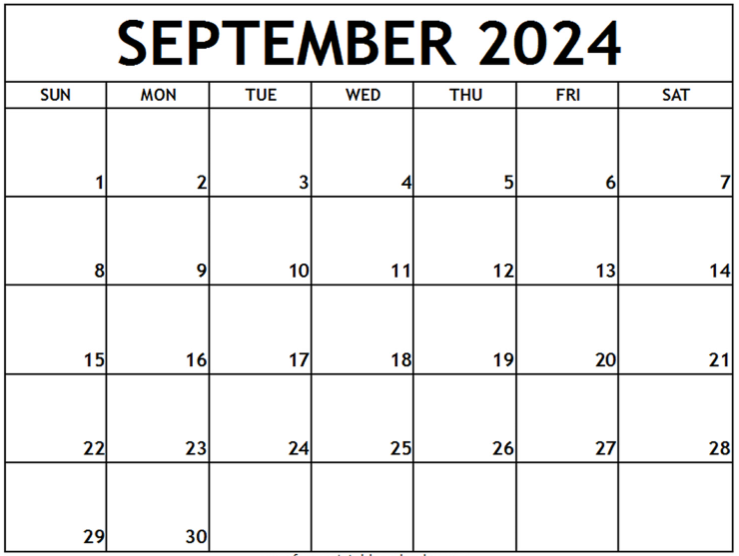 SEPTEMBER 2024
SUN MON TUE WED THU FRI SAT
1 2 3 4 5 6 7
8 9 10 11 12 13 14
15 16 17 18 19 20 21
22 23 24 25 26 27 28
29 30